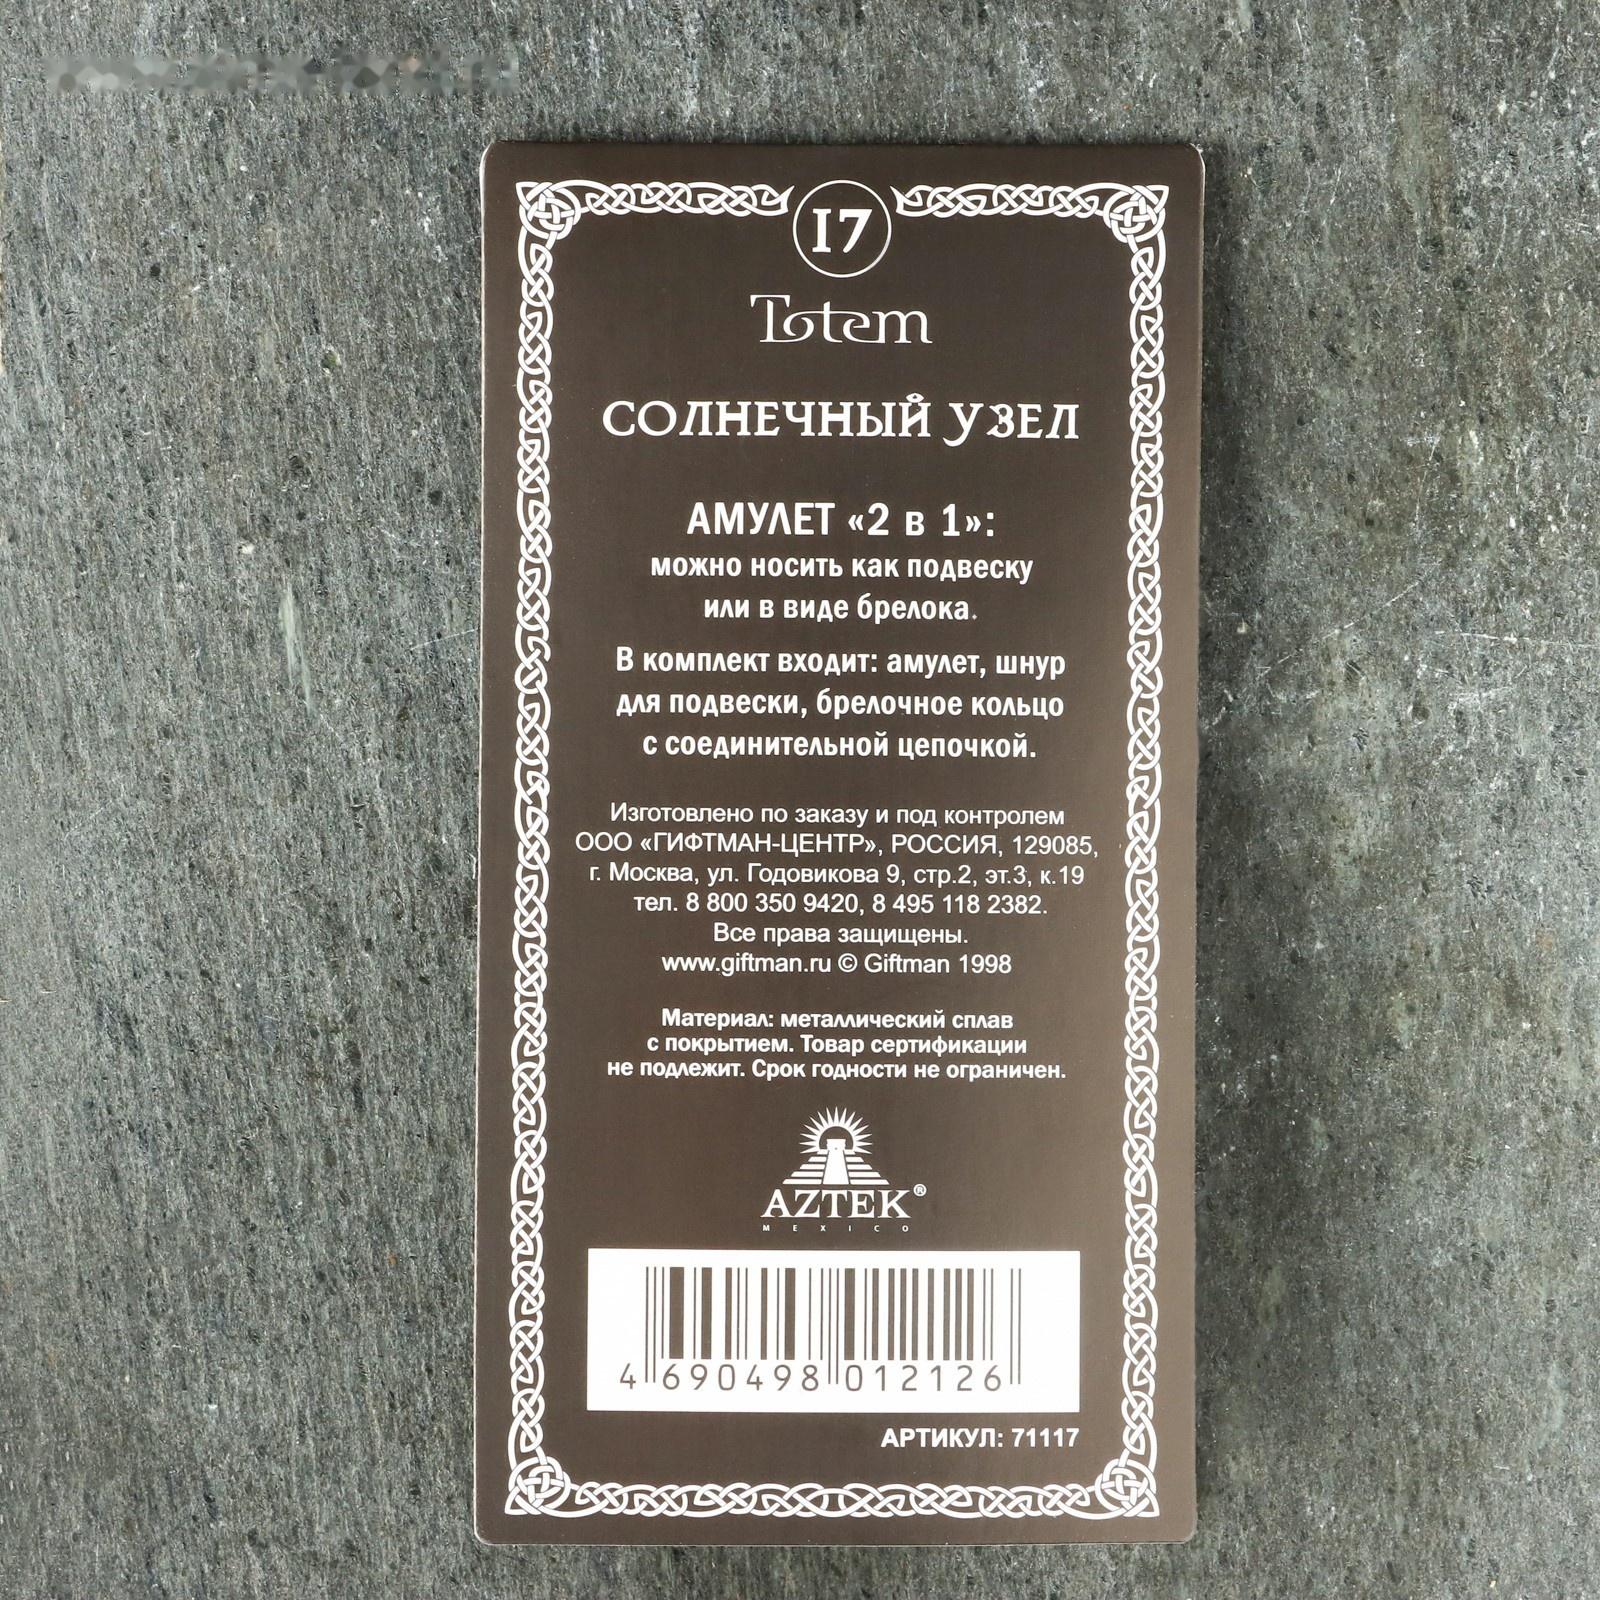 17
Totem
СОЛНЕЧНЫЙ УЗЕЛ
АМУЛЕТ «2 в 1»:
можно носить как подвеску
или в виде брелока.
В комплект входит: амулет, шнур
для подвески, брелочное кольцо
с соединительной цепочкой.
Изготовлено по заказу и под контролем
ООО «ГИФТМАН-ЦЕНТР», РОССИЯ, 129085,
г. Москва, ул. Годовикова 9, стр.2, эт.3, к.19
тел. 8 800 350 9420, 8 495 118 2382.
Все права защищены.
www.giftman.ru © Giftman 1998
Материал: металлический сплав
с покрытием. Товар сертификации
не подлежит. Срок годности не ограничен.
AZTEK®
MEXICO
4 690498 012126
АРТИКУЛ: 71117